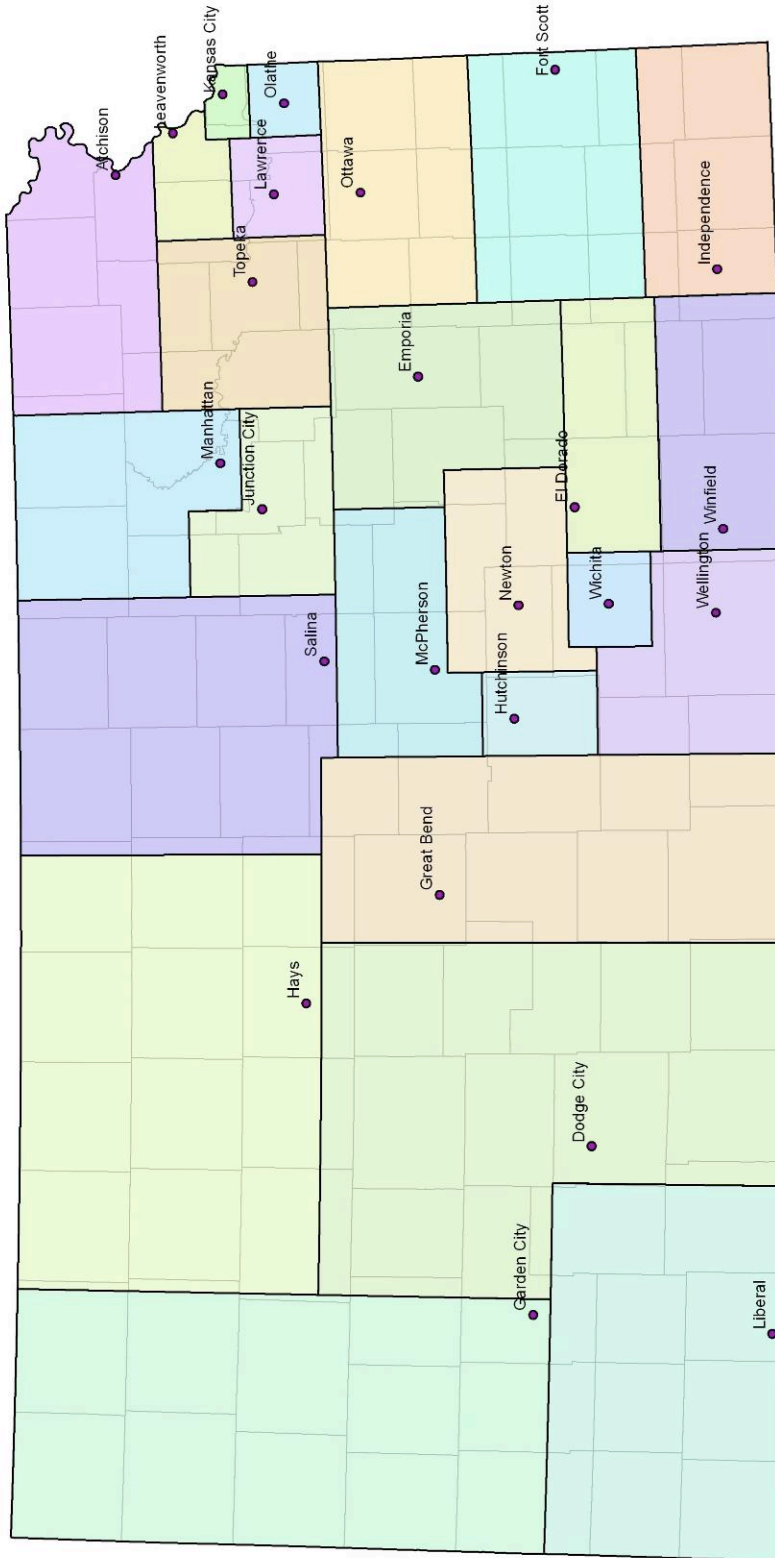 Atchison
Leavenworth
Kansas City
Olathe
Lawrence
Topeka
Ottawa
Fort Scott
Independence
Manhattan
Junction City
Emporia
El Dorado
Winfield
Salina
McPherson
Newton
Hutchinson
Wichita
Wellington
Great Bend
Hays
Dodge City
Garden City
Liberal